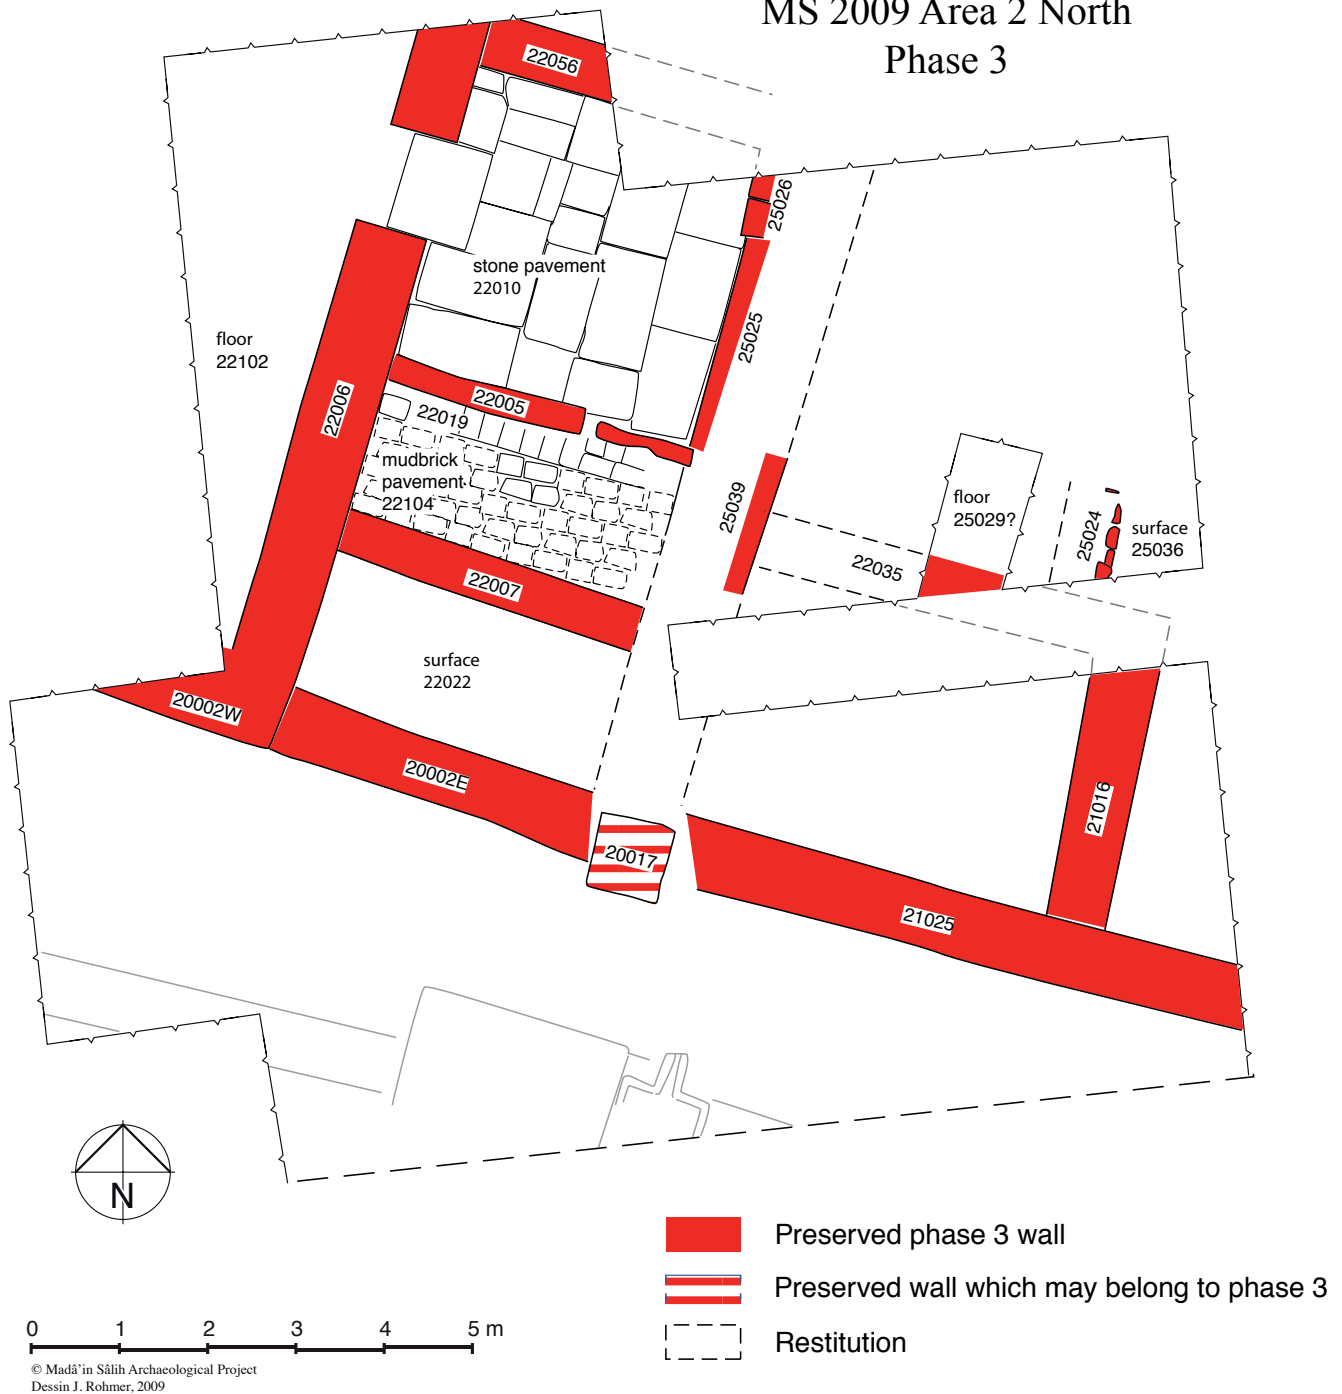 MS 2009 Area 2 North
Phase 3
22056
25026
stone pavement
22010
25025
floor
22102
22006
22005
22019
mudbrick
pavement
22104
25039
floor
25029?
25024
surface
25036
22035
22007
surface
22022
20002W
20002E
20017
21016
21025
N
Preserved phase 3 wall
Preserved wall which may belong to phase 3
Restitution
0 1 2 3 4 5 m
© Madâ'in Sâlih Archaeological Project
Dessin J. Rohmer, 2009